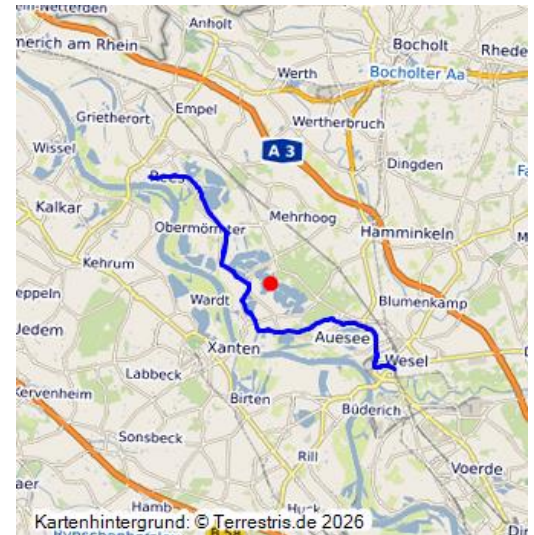 Anholt
merich am Rhein
Bocholt
Rhede
Werth
Bocholter Aa
Empel
Grietherort
Wertherbruch
A 3
Wissel
Dingden
Rees
Kalkar
Mehrhoog
Obermörmter
Hamminkeln
Kehrum
Wardt
Blumenkamp
Auesee
Xanten
Wesel
Labbeck
Birten
Büderich
Sonsbeck
Rill
Voerde
Kartenhintergrund: © Terrestris.de 2026